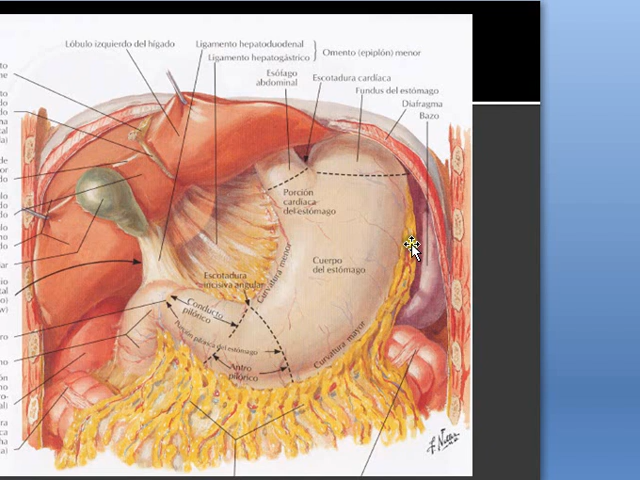 Lóbulo izquierdo del hígado
Ligamento hepatoduodenal
Ligamento hepatogástrico
Omento (epiplón) menor
Esófago
abdominal
Escotadura cardíaca
Fundus del estómago
Diafragma
Bazo
Porción
cardíaca
del estómago
Cuerpo
del estómago
Curvatura menor
Escotadura
incisiva angular
Conducto
pilórico
Porción pilórica del estómago
Antro
pilórico
Curvatura mayor